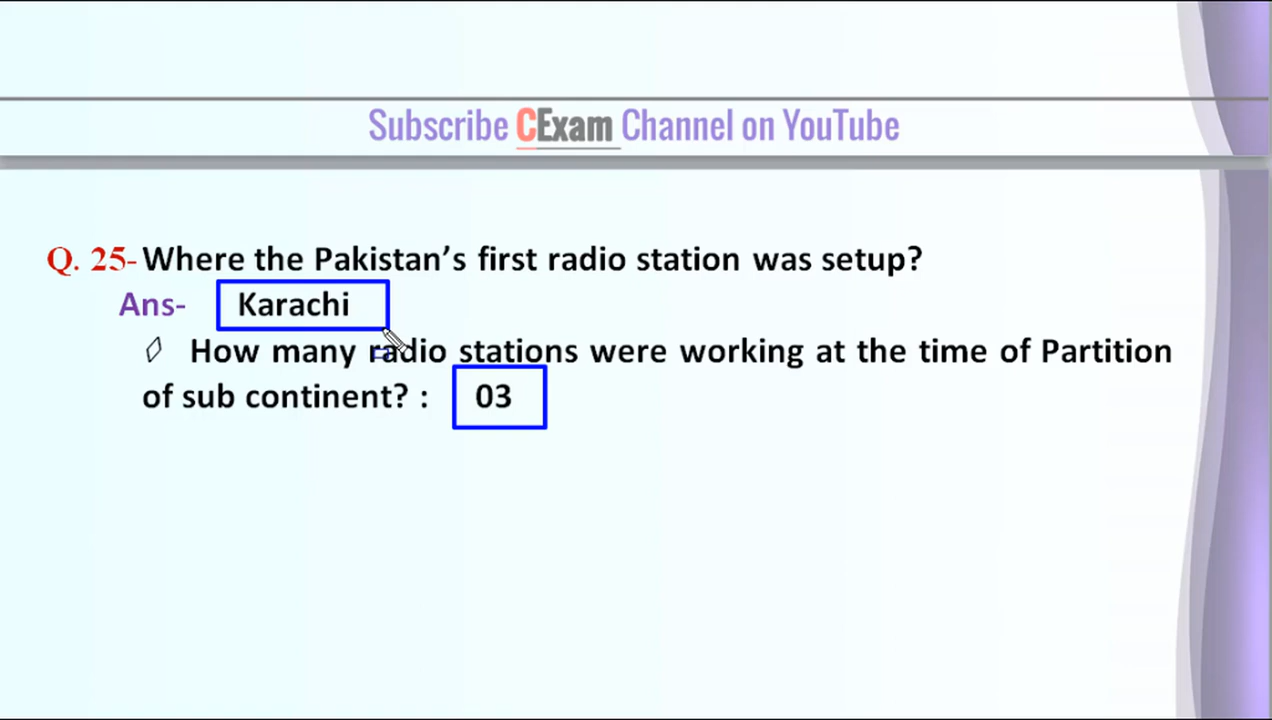 Subscribe CExam Channel on YouTube
Q. 25- Where the Pakistan’s first radio station was setup?
Ans- Karachi
◊ How many radio stations were working at the time of Partition
of sub continent? : 03